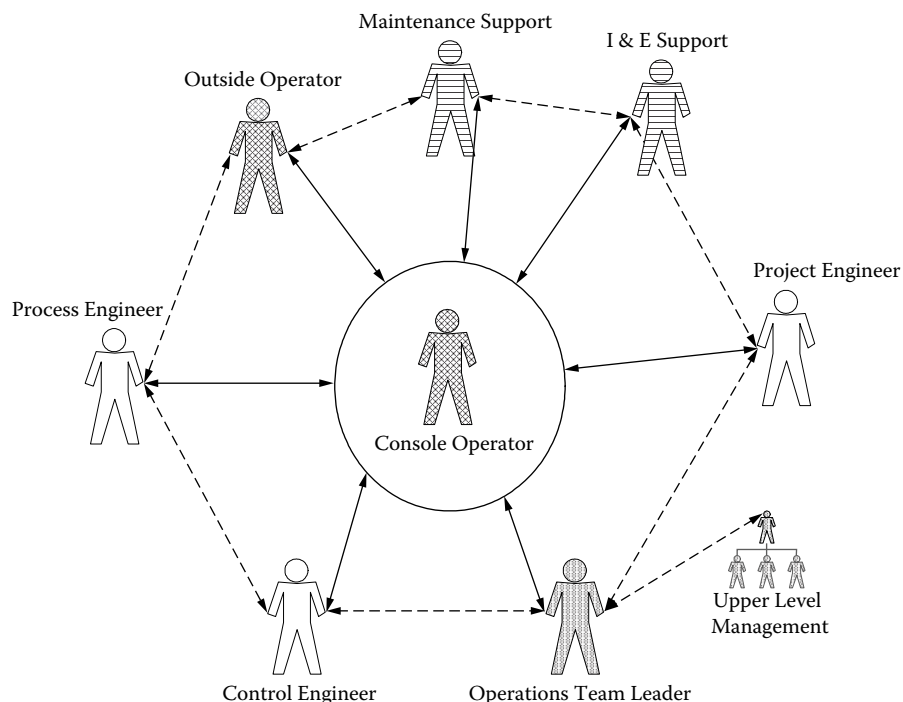 Maintenance Support
I & E Support
Outside Operator
Project Engineer
Process Engineer
Console Operator
Upper Level
Management
Control Engineer
Operations Team Leader